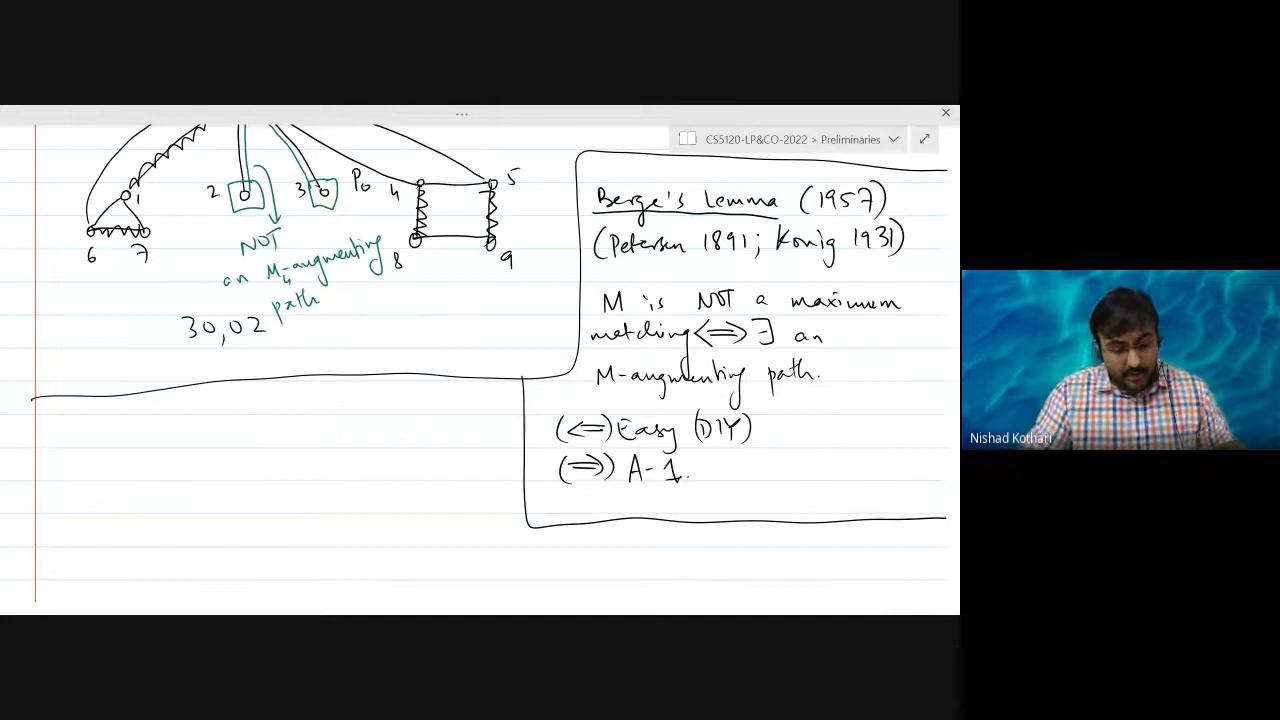 CS5120-LP&CO-2022 > Preliminaries
2 3 P0 4 5
6 7 8 9
NOT
an M4-augmenting
path
30,02
Berge's Lemma (1957)
(Petersen 1891; Konig 1931)
M is NOT a maximum
matching <=> ∃ an
M-augmenting path.
(<=) Easy (DIY)
(=>) A-1.
Nishad Kothari